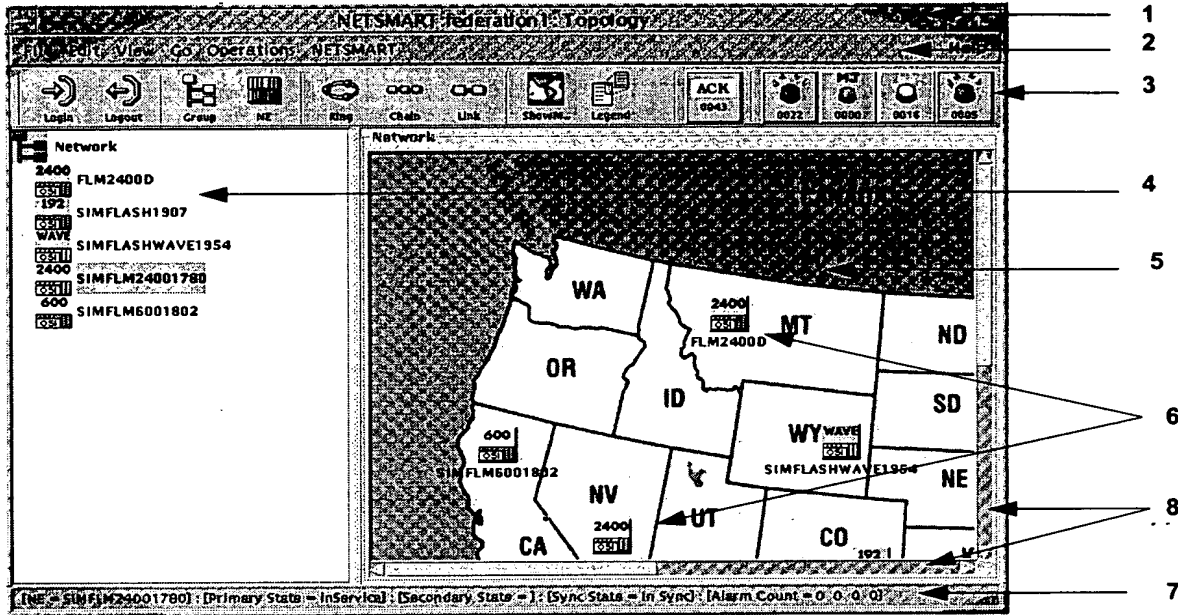 NETSMART federation1: Topology
1
File Edit View Go Operations NETSMART Help
2
ACK
MJ
0043
0022
0016
0005
Login Logout Group NE Ring Chain Link ShowM... Legend
3
Network
Network
2400
FLM2400D
4
192
SIMFLASH1907
WAVE
SIMFLASHWAVE1954
2400
SIMFLM24001780
600
SIMFLM6001802
5
WA
2400
MT
FLM2400D
ND
OR
ID
SD
6
600
SIMFLM6001802
WY
WAVE
SIMFLASHWAVE1954
NE
NV
UT
8
2400
CA
CO
192
[NE = SIMFLM24001780] : [Primary State = InService] : [Secondary State = ] : [Sync State = In Sync] : [Alarm Count = 0 0 0 0]
7